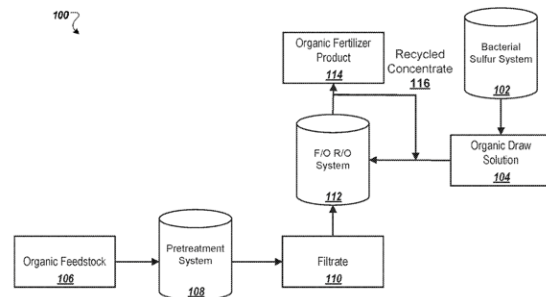 100
Organic Fertilizer
Product
114
Recycled
Concentrate
116
Bacterial
Sulfur System
102
F/O R/O
System
112
Organic Draw
Solution
104
Organic Feedstock
106
Pretreatment
System
108
Filtrate
110